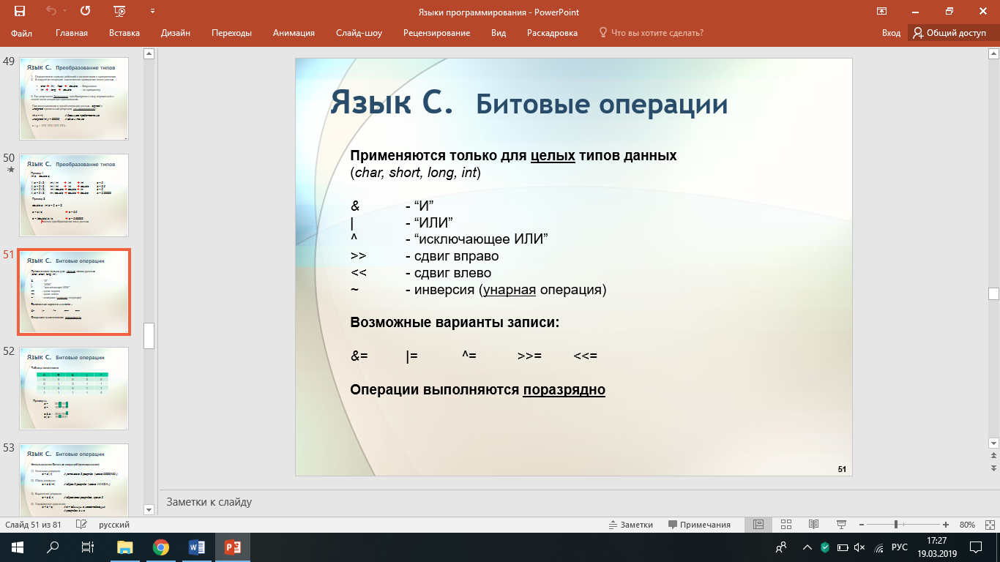 Языки программирования - PowerPoint
Файл Главная Вставка Дизайн Переходы Анимация Слайд-шоу Рецензирование Вид Раскадровка Что вы хотите сделать? Вход Общий доступ
49
Язык С. Преобразование типов
50
Язык С. Преобразование типов
51
Язык С. Битовые операции
52
Язык С. Битовые операции
53
Язык С. Битовые операции
Язык С. Битовые операции
Применяются только для целых типов данных
(char, short, long, int)
& - “И”
| - “ИЛИ”
^ - “исключающее ИЛИ”
>> - сдвиг вправо
<< - сдвиг влево
~ - инверсия (унарная операция)
Возможные варианты записи:
&= |= ^= >>= <<=
Операции выполняются поразрядно
51
Заметки к слайду
Слайд 51 из 81 русский Заметки Примечания 80%
РУС
17:27
19.03.2019